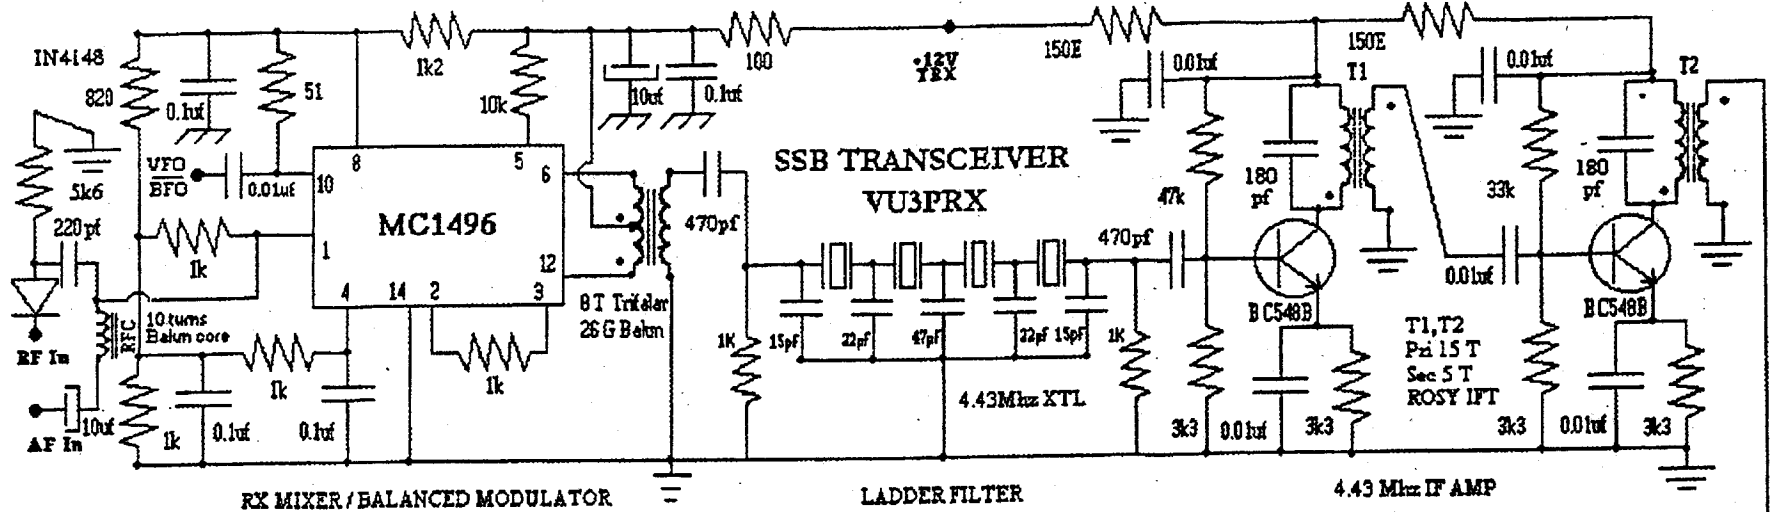 IN4148
820
0.1uf
51
1k2
10k
10uf
0.1uf
100
+12V
TRX
150E
0.01uf
T1
150E
0.01uf
T2
5k6
VFO
BFO
0.01uf
10
8
5
6
MC1496
1
12
4
14
2
3
470pf
SSB TRANSCEIVER
VU3PRX
47k
180
pf
33k
180
pf
220pf
1k
RF In
RFC
10 turns
Balun core
8T Trifalar
26G Balun
470pf
0.01uf
BC548B
BC548B
1K
15pf
22pf
47pf
22pf
15pf
1K
T1,T2
Pri 15 T
Sec 5 T
ROSY IFT
4.43Mhz XTL
AF In
10uf
1k
0.1uf
1k
0.1uf
1k
3k3
0.01uf
3k3
3k3
0.01uf
3k3
RX MIXER / BALANCED MODULATOR
LADDER FILTER
4.43 Mhz IF AMP